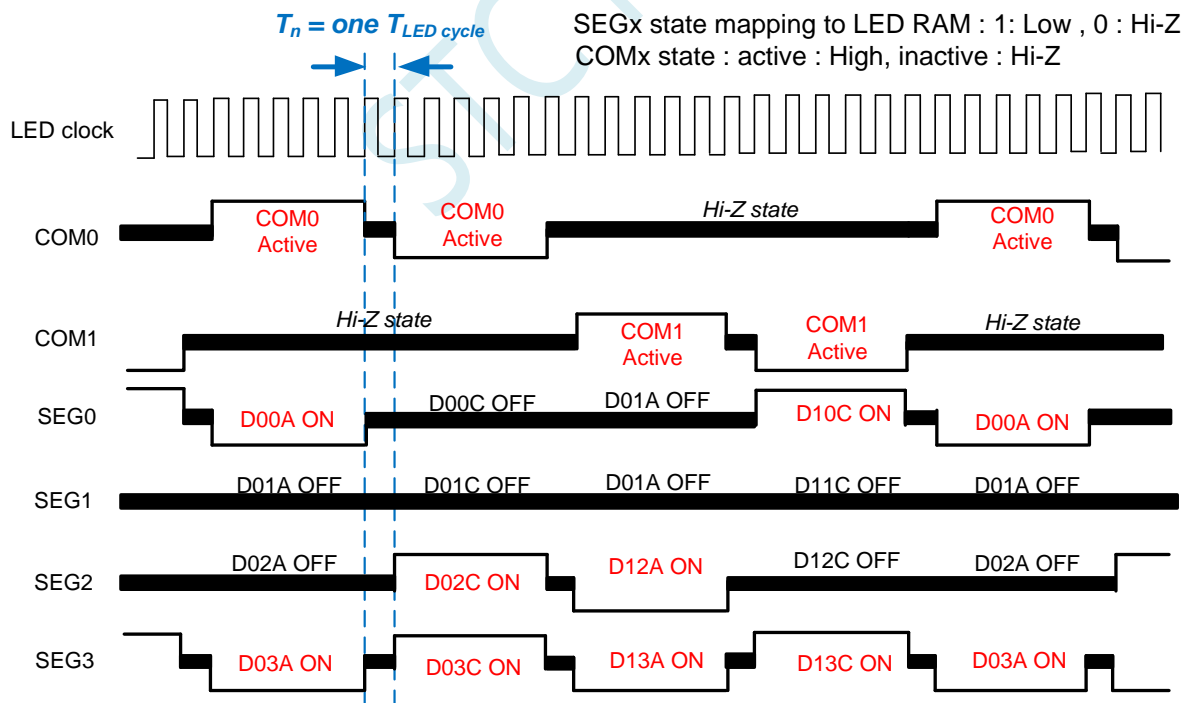 Tn = one TLED cycle
SEGx state mapping to LED RAM : 1: Low , 0 : Hi-Z
COMx state : active : High, inactive : Hi-Z
LED clock
COM0
COM0
Active
COM0
Active
Hi-Z state
COM0
Active
COM1
Hi-Z state
COM1
Active
COM1
Active
Hi-Z state
SEG0
D00A ON
D00C OFF
D01A OFF
D10C ON
D00A ON
SEG1
D01A OFF
D01C OFF
D01A OFF
D11C OFF
D01A OFF
SEG2
D02A OFF
D02C ON
D12A ON
D12C OFF
D02A OFF
SEG3
D03A ON
D03C ON
D13A ON
D13C ON
D03A ON